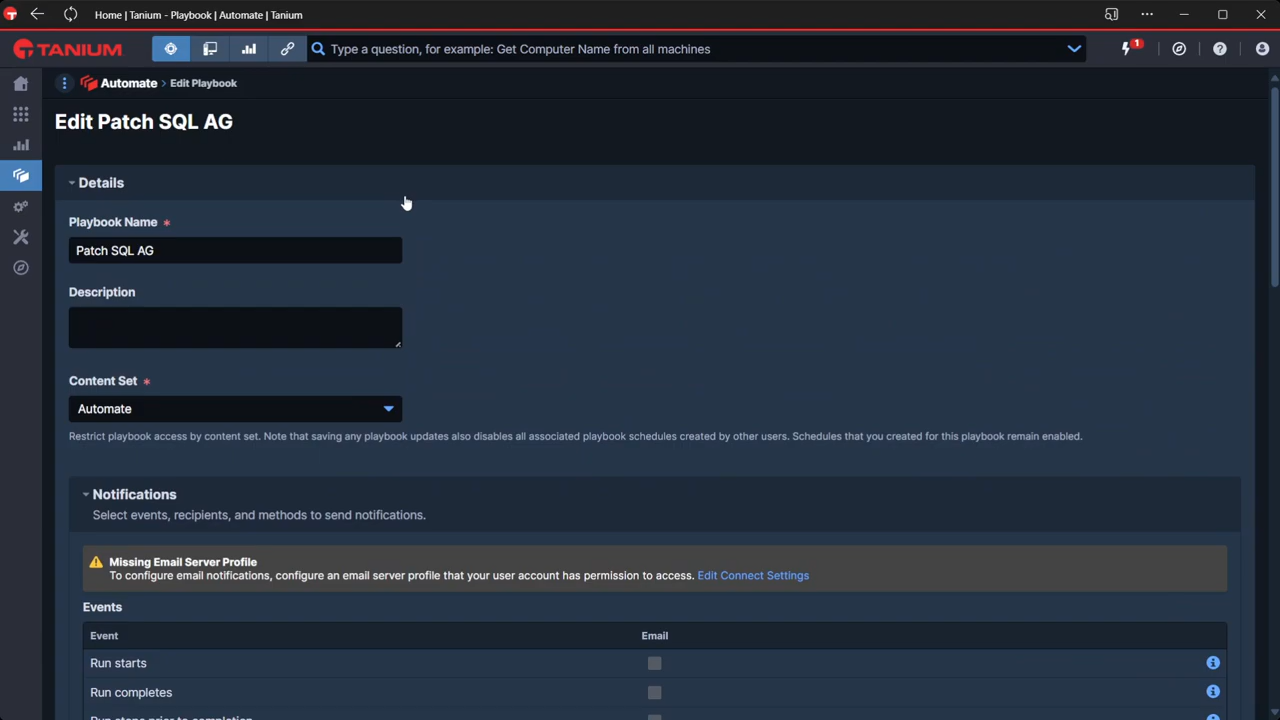 Home | Tanium - Playbook | Automate | Tanium
TANIUM
Type a question, for example: Get Computer Name from all machines
1
Automate > Edit Playbook
Edit Patch SQL AG
Details
Playbook Name *
Patch SQL AG
Description
Content Set *
Automate
Restrict playbook access by content set. Note that saving any playbook updates also disables all associated playbook schedules created by other users. Schedules that you created for this playbook remain enabled.
Notifications
Select events, recipients, and methods to send notifications.
Missing Email Server Profile
To configure email notifications, configure an email server profile that your user account has permission to access. Edit Connect Settings
Events
Event Email
Run starts
Run completes
Run stops prior to completion